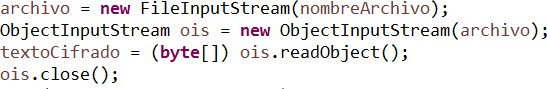 archivo = new FileInputStream(nombreArchivo);
ObjectInputStream ois = new ObjectInputStream(archivo);
textoCifrado = (byte[]) ois.readObject();
ois.close();